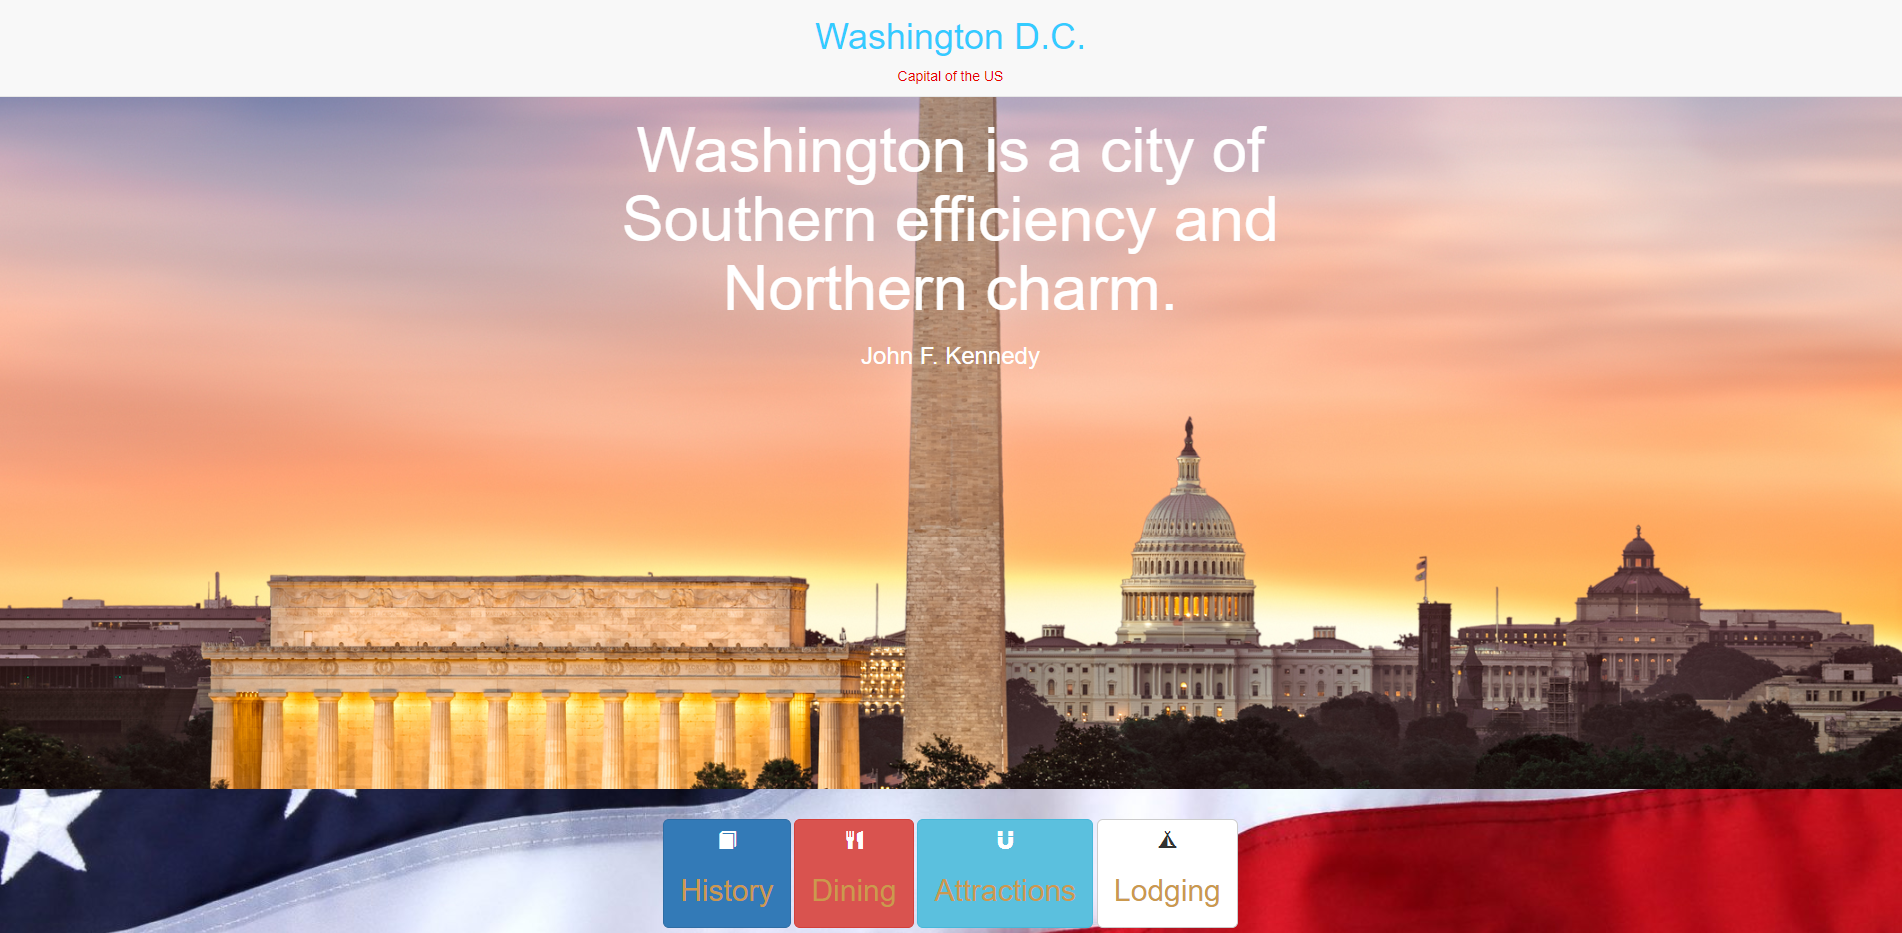 Washington D.C.
Capital of the US
Washington is a city of
Southern efficiency and
Northern charm.
John F. Kennedy
History
Dining
Attractions
Lodging